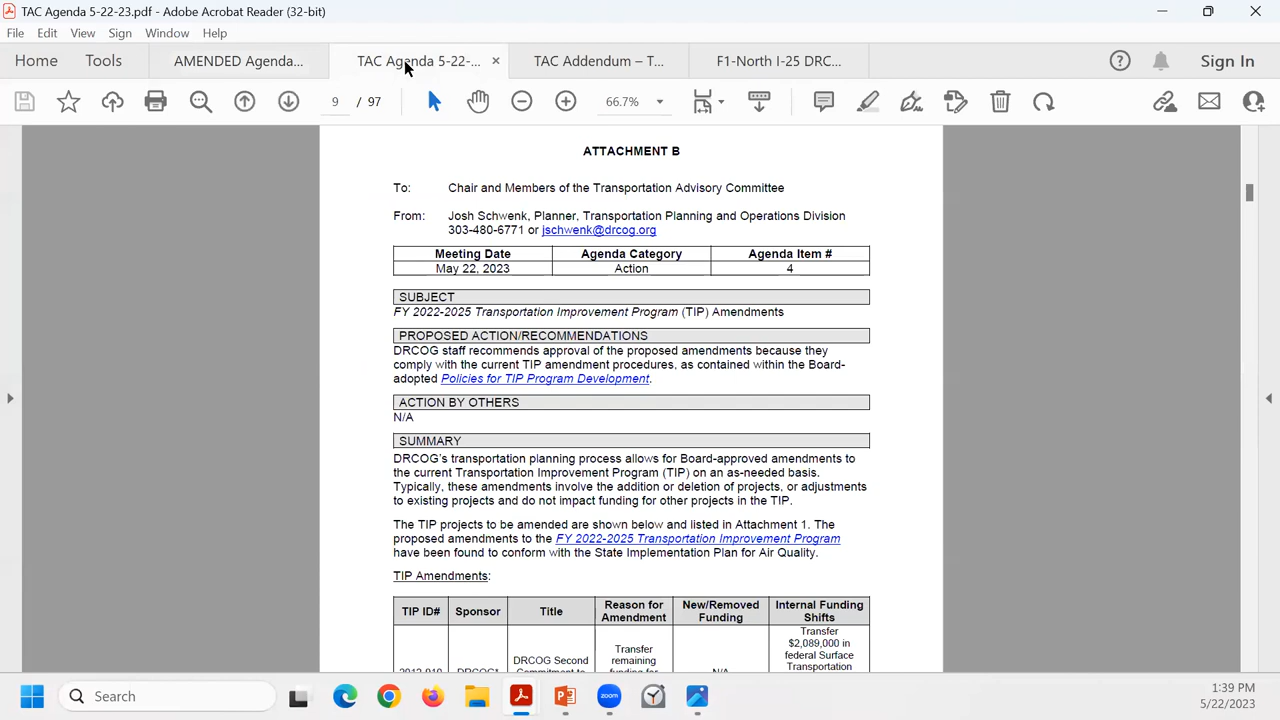 TAC Agenda 5-22-23.pdf - Adobe Acrobat Reader (32-bit)
File Edit View Sign Window Help
Home Tools AMENDED Agenda... TAC Agenda 5-22-... × TAC Addendum – T... F1-North I-25 DRC... Sign In
9 / 97 66.7%
ATTACHMENT B
To: Chair and Members of the Transportation Advisory Committee
From: Josh Schwenk, Planner, Transportation Planning and Operations Division
303-480-6771 or jschwenk@drcog.org
Meeting Date Agenda Category Agenda Item #
May 22, 2023 Action 4
SUBJECT
FY 2022-2025 Transportation Improvement Program (TIP) Amendments
PROPOSED ACTION/RECOMMENDATIONS
DRCOG staff recommends approval of the proposed amendments because they
comply with the current TIP amendment procedures, as contained within the Board-
adopted Policies for TIP Program Development.
ACTION BY OTHERS
N/A
SUMMARY
DRCOG's transportation planning process allows for Board-approved amendments to
the current Transportation Improvement Program (TIP) on an as-needed basis.
Typically, these amendments involve the addition or deletion of projects, or adjustments
to existing projects and do not impact funding for other projects in the TIP.
The TIP projects to be amended are shown below and listed in Attachment 1. The
proposed amendments to the FY 2022-2025 Transportation Improvement Program
have been found to conform with the State Implementation Plan for Air Quality.
TIP Amendments:
TIP ID# Sponsor Title Reason for Amendment New/Removed Funding Internal Funding Shifts
DRCOG Second
Transfer
remaining
Transfer
$2,089,000 in
federal Surface
Transportation
Search
zoom
1:39 PM
5/22/2023